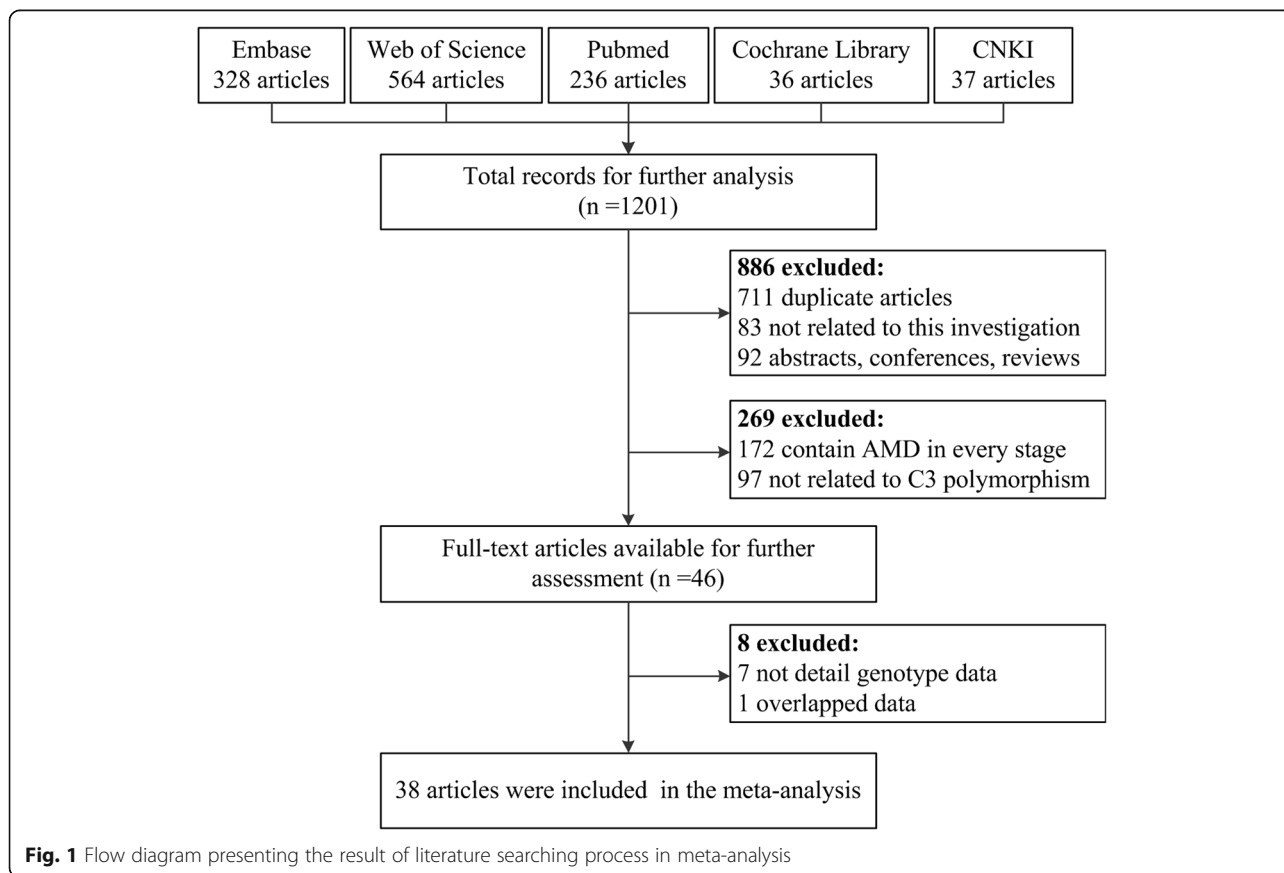 Embase
328 articles
Web of Science
564 articles
Pubmed
236 articles
Cochrane Library
36 articles
CNKI
37 articles
Total records for further analysis
(n =1201)
886 excluded:
711 duplicate articles
83 not related to this investigation
92 abstracts, conferences, reviews
269 excluded:
172 contain AMD in every stage
97 not related to C3 polymorphism
Full-text articles available for further
assessment (n =46)
8 excluded:
7 not detail genotype data
1 overlapped data
38 articles were included in the meta-analysis
Fig. 1 Flow diagram presenting the result of literature searching process in meta-analysis